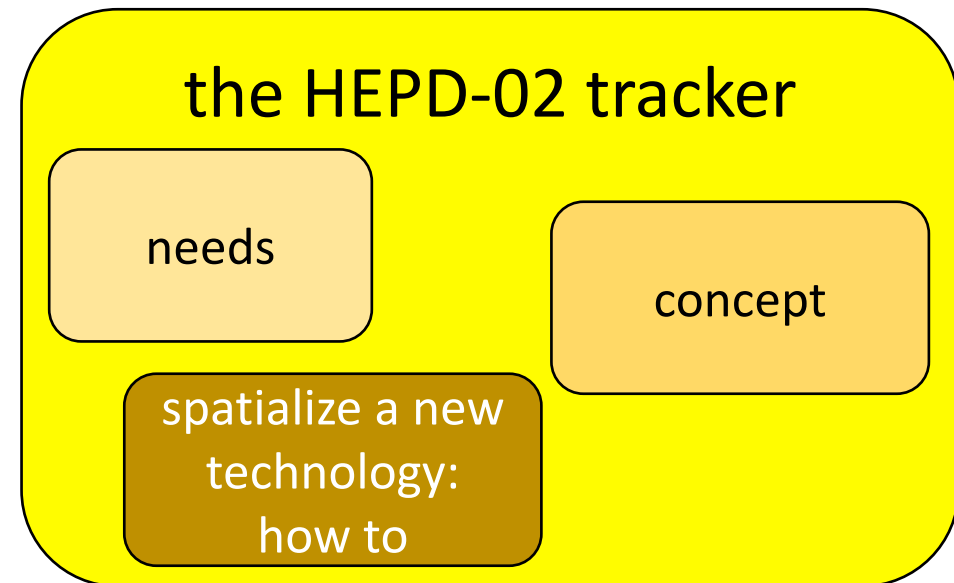 the HEPD-02 tracker
needs
concept
spatialize a new
technology:
how to